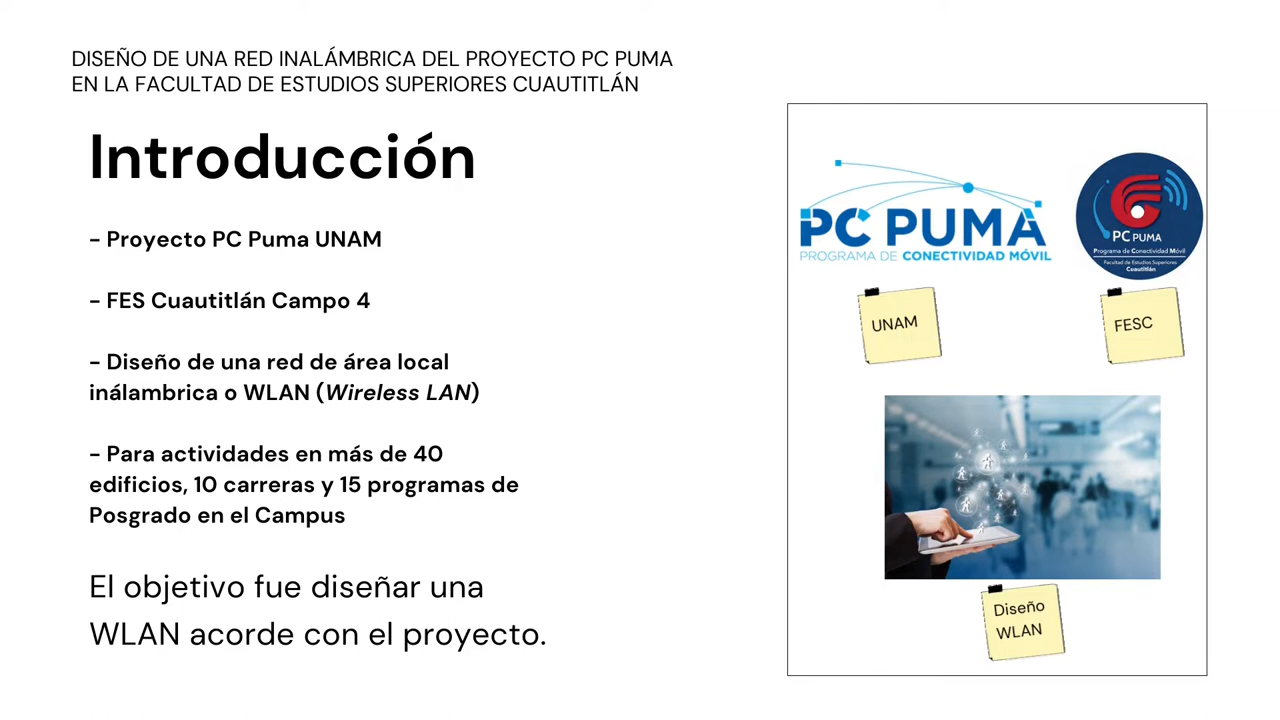 DISEÑO DE UNA RED INALÁMBRICA DEL PROYECTO PC PUMA
EN LA FACULTAD DE ESTUDIOS SUPERIORES CUAUTITLÁN
Introducción
- Proyecto PC Puma UNAM
- FES Cuautitlán Campo 4
- Diseño de una red de área local
inálambrica o WLAN (Wireless LAN)
- Para actividades en más de 40
edificios, 10 carreras y 15 programas de
Posgrado en el Campus
El objetivo fue diseñar una
WLAN acorde con el proyecto.
PC PUMA
PROGRAMA DE CONECTIVIDAD MÓVIL
PC PUMA
Programa de Conectividad Móvil
Facultad de Estudios Superiores
Cuautitlán
UNAM
FESC
Diseño
WLAN